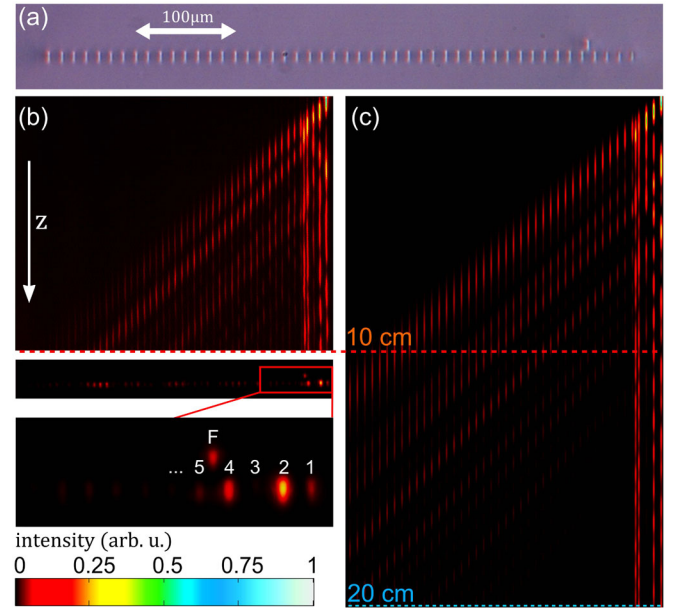 (a)
100μm
(b)
(c)
z
10 cm
F
... 5 4 3 2 1
intensity (arb. u.)
0 0.25 0.5 0.75 1
20 cm